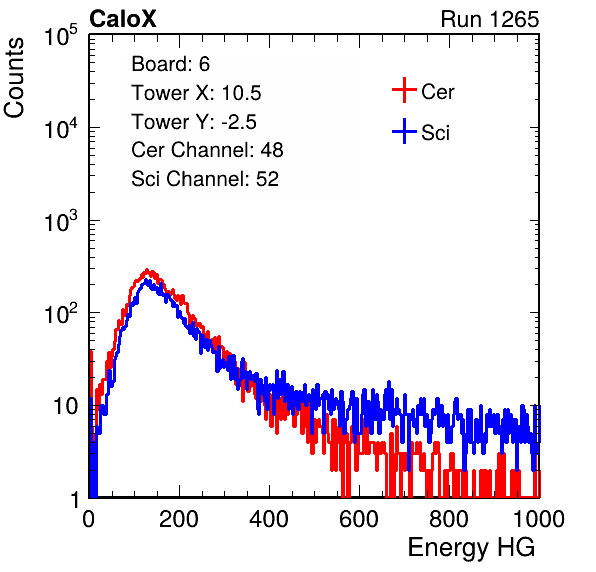 CaloX Run 1265
Counts
10^5
10^4
10^3
10^2
10
1
Board: 6
Tower X: 10.5
Tower Y: -2.5
Cer Channel: 48
Sci Channel: 52
Cer
Sci
0 200 400 600 800 1000
Energy HG